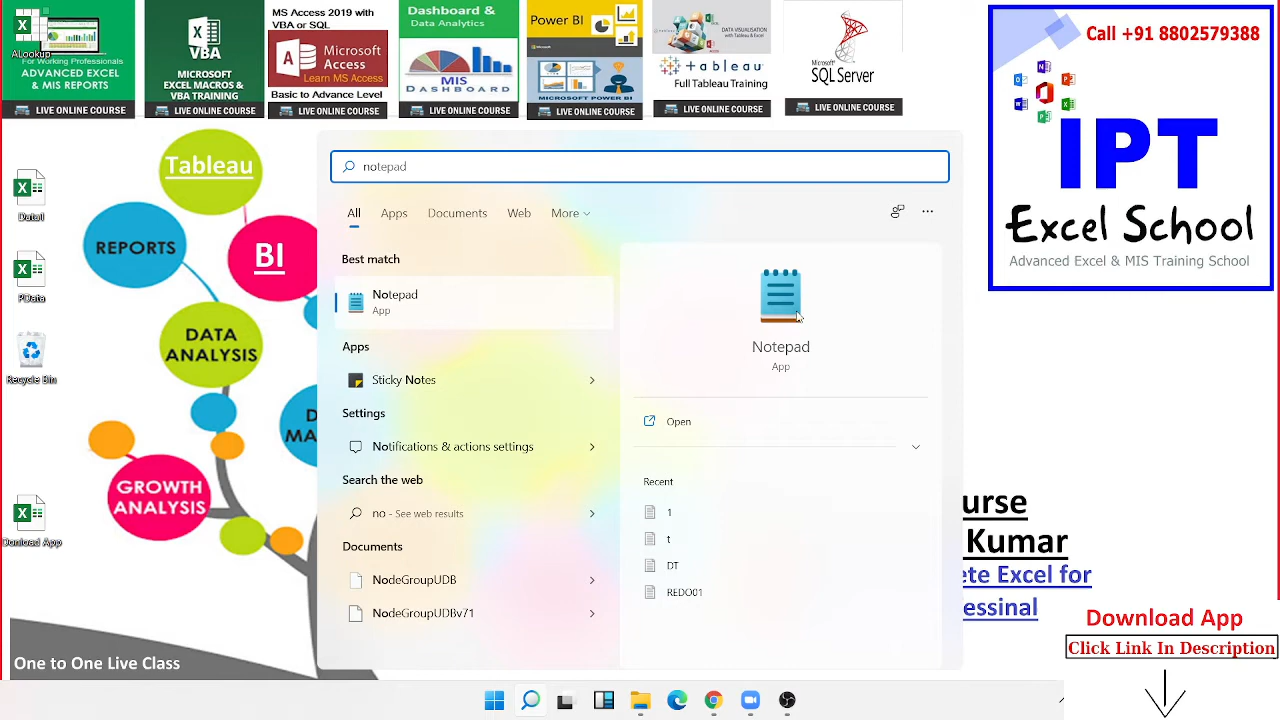 ALookup
For Working Professionals
ADVANCED EXCEL
& MIS REPORTS
LIVE ONLINE COURSE
VBA
MICROSOFT
EXCEL MACROS &
VBA TRAINING
LIVE ONLINE COURSE
MS Access 2019 with
VBA or SQL
Microsoft
Access
Learn MS Access
Basic to Advance Level
LIVE ONLINE COURSE
Dashboard &
Data Analytics
MIS
DASHBOARD
LIVE ONLINE COURSE
Power BI
MICROSOFT POWER BI
LIVE ONLINE COURSE
DATA VISUALISATION
with Tableau & Excel
tableau
Full Tableau Training
LIVE ONLINE COURSE
Microsoft
SQL Server
LIVE ONLINE COURSE
Call +91 8802579388
IPT
Excel School
Advanced Excel & MIS Training School
Tableau
REPORTS
BI
DATA
ANALYSIS
GROWTH
ANALYSIS
PData
Recycle Bin
One to One Live Class
notepad
All
Apps
Documents
Web
More
Best match
Notepad
App
Apps
Sticky Notes
Settings
Notifications & actions settings
Search the web
no - See web results
Documents
NodeGroupUDB
NodeGroupUDBv71
Notepad
App
Open
Recent
1
t
DT
REDO01
urse
Kumar
ete Excel for
essinal
Download App
Click Link In Description